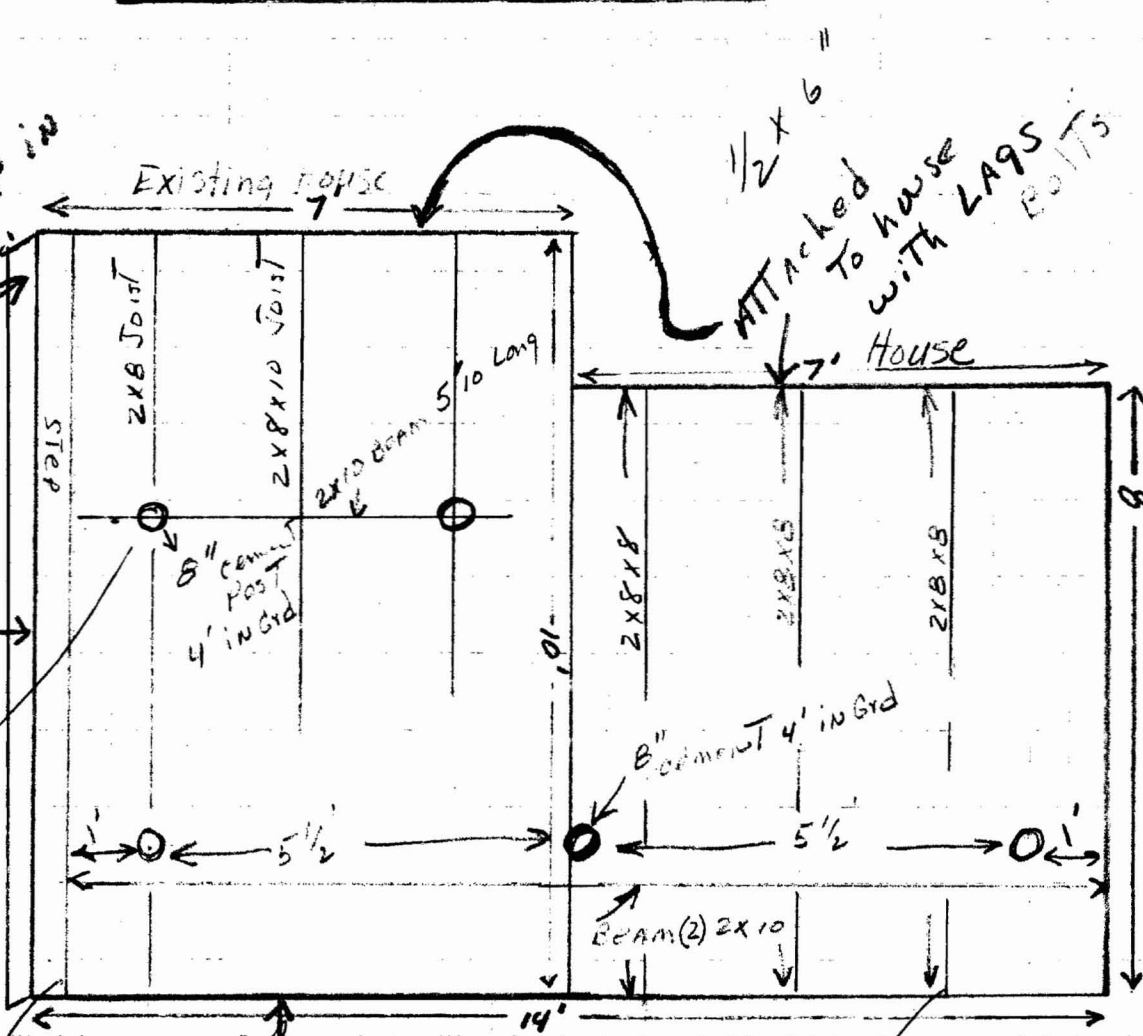 in
1/2 x 6"
Existing house
7'
ATTAched
To house
with LAgs
BolTs
House
7'
STEP
2x8 JoisT
2x8x10 JoisT
2x10 BEAM
5'10 Long
8" cement
PosT
4' iN Grd
10'
2x8x8
2x8x8
2x8x8
8
8" cemenT 4' iN Grd
1'
5 1/2'
5 1/2'
1'
BEAM (2) 2x10
14'